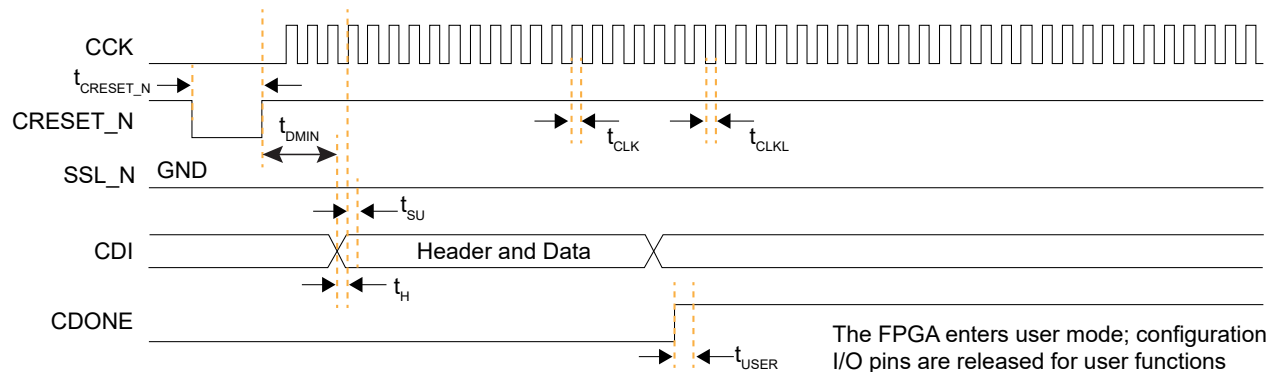 CCK
tCRESET_N
CRESET_N
tDMIN
tCLK
tCLKL
SSL_N
GND
tSU
CDI
Header and Data
tH
CDONE
tUSER
The FPGA enters user mode; configuration
I/O pins are released for user functions